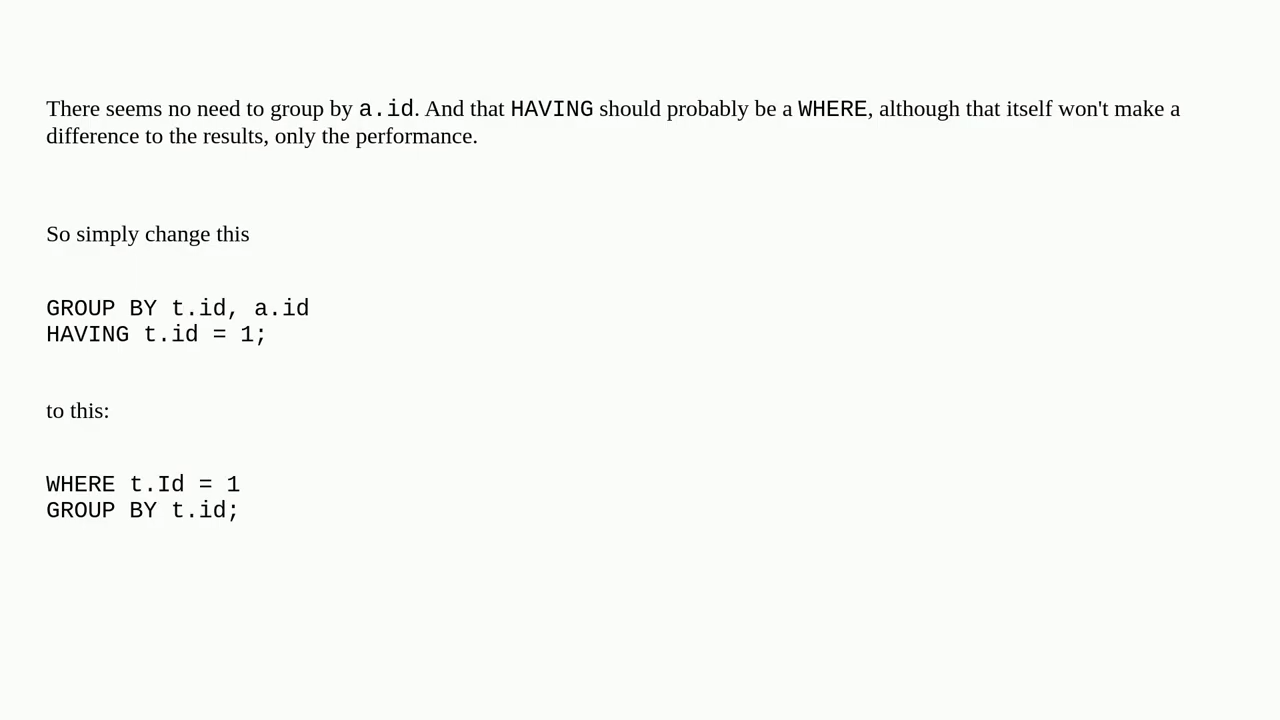 There seems no need to group by a.id. And that HAVING should probably be a WHERE, although that itself won't make a
difference to the results, only the performance.
So simply change this
GROUP BY t.id, a.id
HAVING t.id = 1;
to this:
WHERE t.Id = 1
GROUP BY t.id;